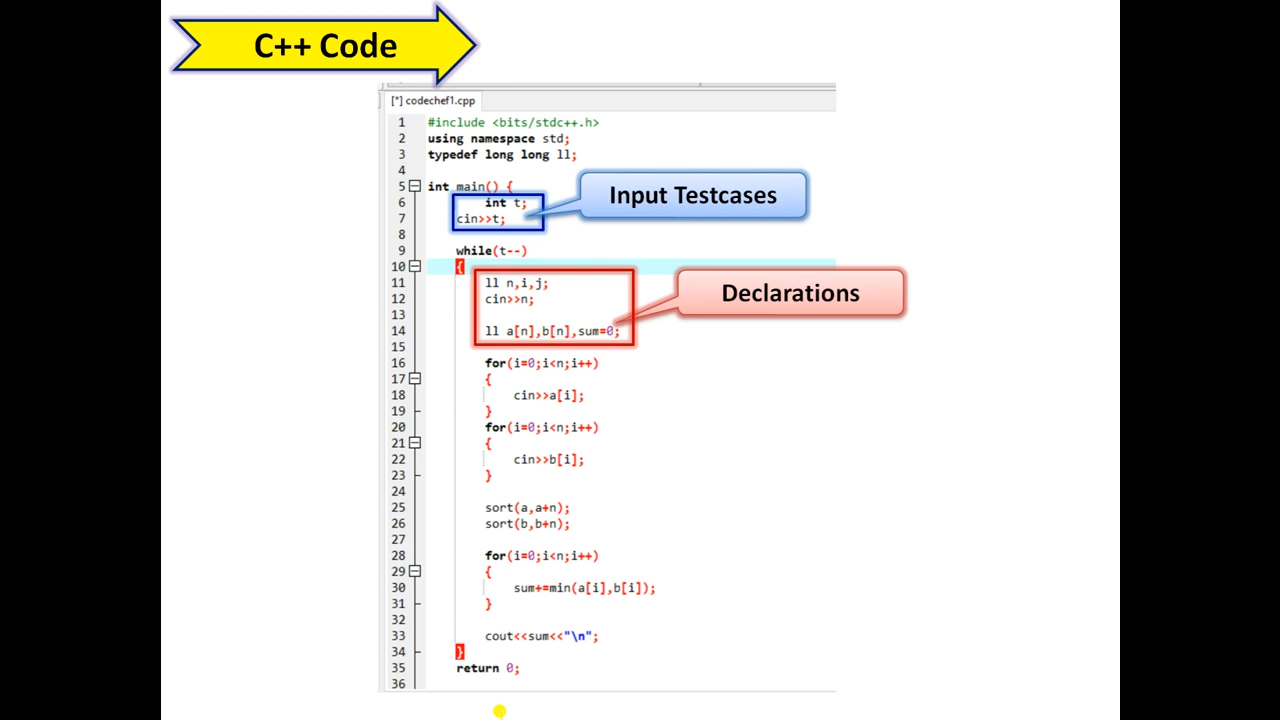 C++ Code
[*] codechef1.cpp
1 #include <bits/stdc++.h>
2 using namespace std;
3 typedef long long ll;
4
5 int main() {
Input Testcases
6 int t;
7 cin>>t;
8
9 while(t--)
10 {
11 ll n,i,j;
Declarations
12 cin>>n;
13
14 ll a[n],b[n],sum=0;
15
16 for(i=0;i<n;i++)
17 {
18 cin>>a[i];
19 }
20 for(i=0;i<n;i++)
21 {
22 cin>>b[i];
23 }
24
25 sort(a,a+n);
26 sort(b,b+n);
27
28 for(i=0;i<n;i++)
29 {
30 sum+=min(a[i],b[i]);
31 }
32
33 cout<<sum<<"\n";
34 }
35 return 0;
36